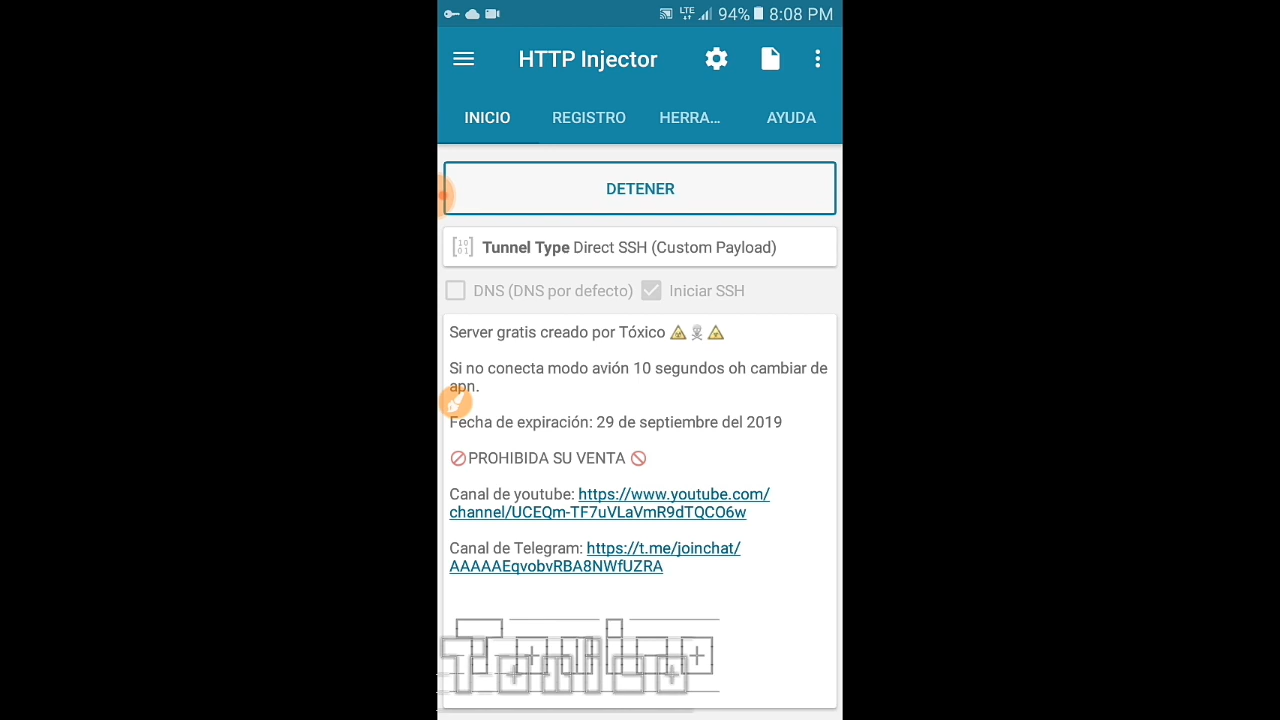 LTE 94% 8:08 PM
HTTP Injector
INICIO REGISTRO HERRA... AYUDA
DETENER
Tunnel Type Direct SSH (Custom Payload)
DNS (DNS por defecto) Iniciar SSH
Server gratis creado por Tóxico
Si no conecta modo avión 10 segundos oh cambiar de
apn.
Fecha de expiración: 29 de septiembre del 2019
🚫PROHIBIDA SU VENTA 🚫
Canal de youtube: https://www.youtube.com/
channel/UCEQm-TF7uVLaVmR9dTQCO6w
Canal de Telegram: https://t.me/joinchat/
AAAAAEqvobvRBA8NWfUZRA